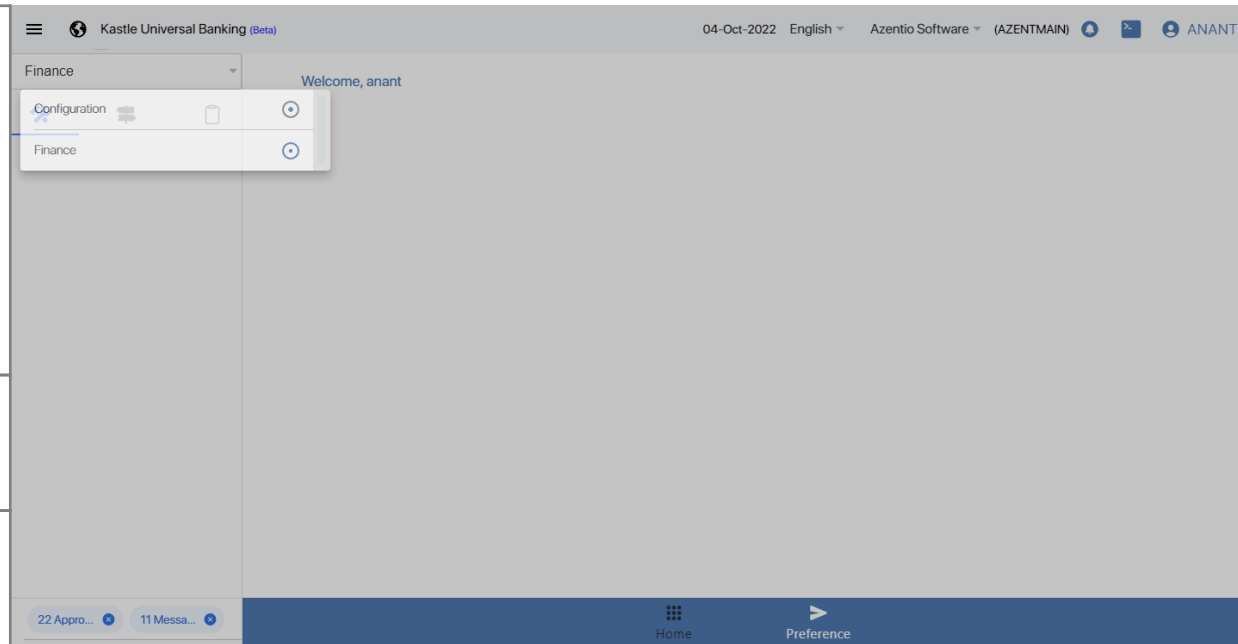 Kastle Universal Banking (Beta)
04-Oct-2022 English Azentio Software (AZENTMAIN) ANANT
Finance
Welcome, anant
Configuration
Finance
22 Appro... 11 Messa...
Home Preference